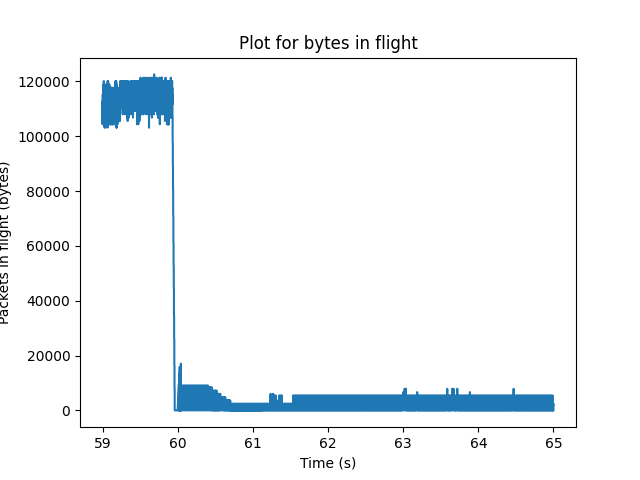 Plot for bytes in flight
Packets in flight (bytes)
120000
100000
80000
60000
40000
20000
0
59 60 61 62 63 64 65
Time (s)